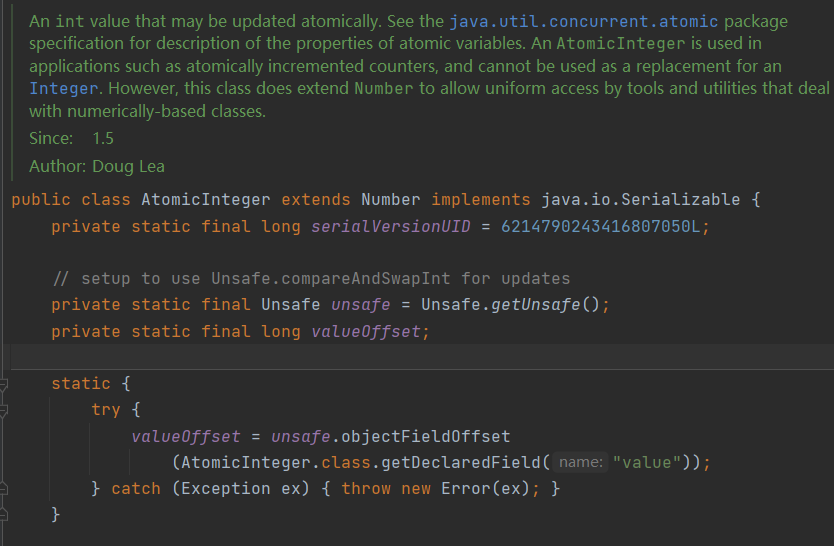 An int value that may be updated atomically. See the java.util.concurrent.atomic package
specification for description of the properties of atomic variables. An AtomicInteger is used in
applications such as atomically incremented counters, and cannot be used as a replacement for an
Integer. However, this class does extend Number to allow uniform access by tools and utilities that deal
with numerically-based classes.
Since: 1.5
Author: Doug Lea
public class AtomicInteger extends Number implements java.io.Serializable {
    private static final long serialVersionUID = 6214790243416807050L;
    // setup to use Unsafe.compareAndSwapInt for updates
    private static final Unsafe unsafe = Unsafe.getUnsafe();
    private static final long valueOffset;
    static {
        try {
            valueOffset = unsafe.objectFieldOffset
                (AtomicInteger.class.getDeclaredField( name: "value"));
        } catch (Exception ex) { throw new Error(ex); }
    }